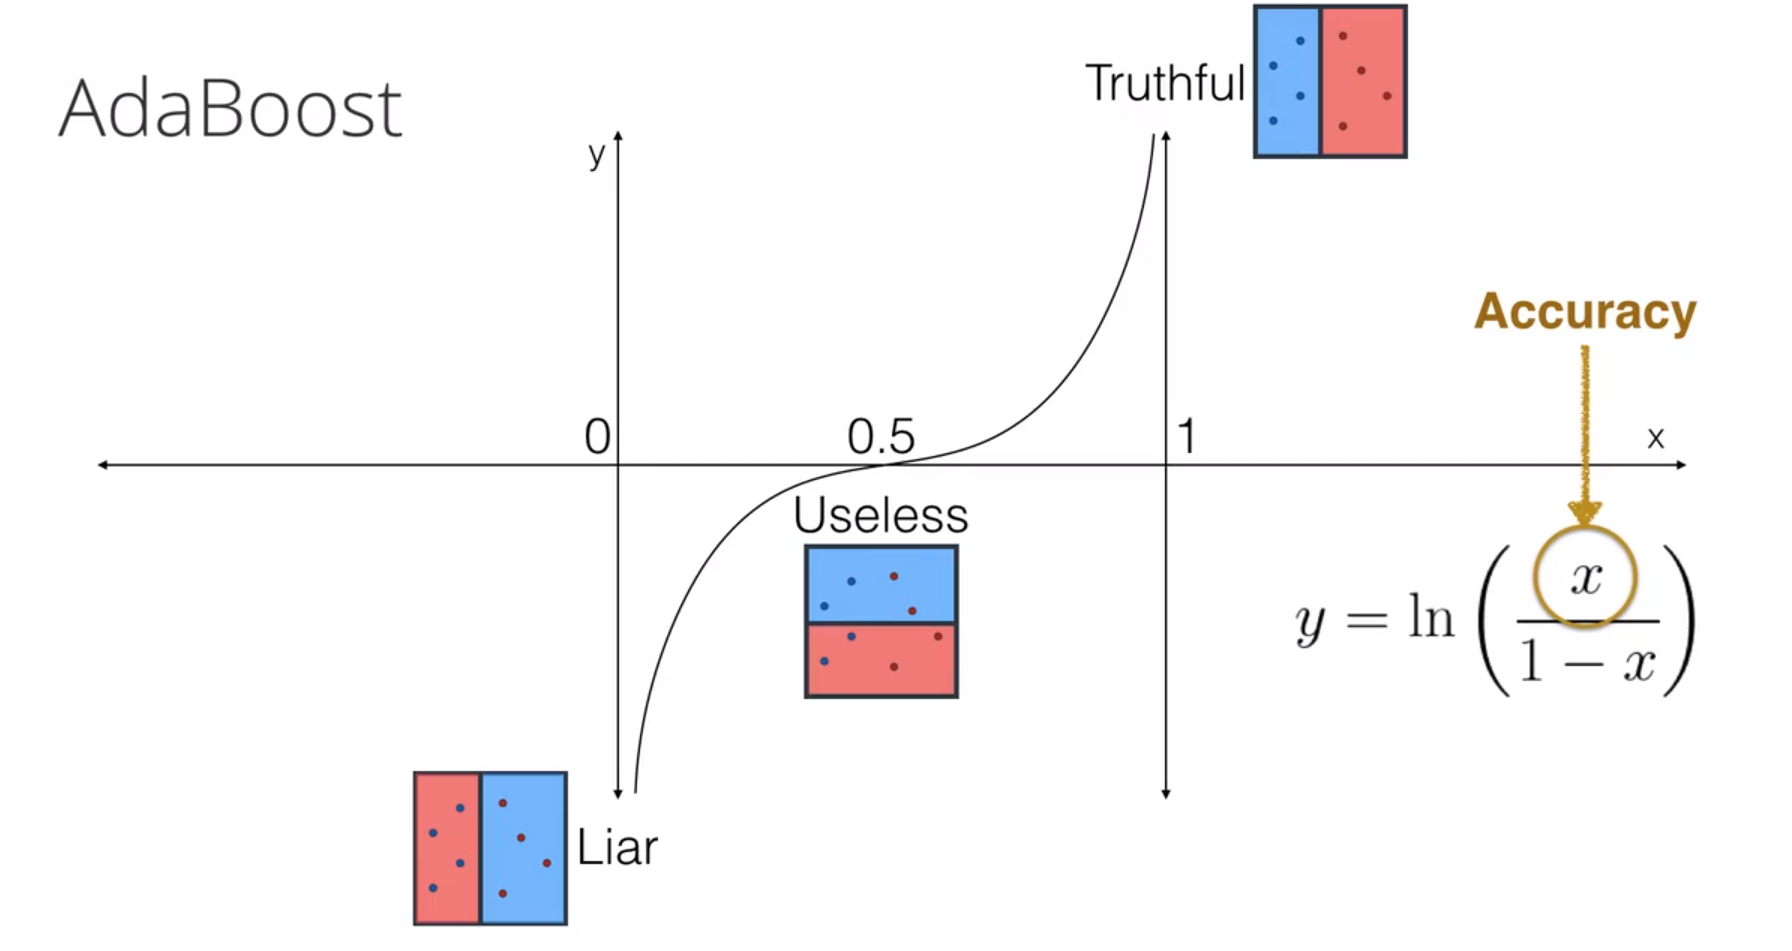 AdaBoost
Truthful
y
Accuracy
0
0.5
1
x
Useless
y = ln(x / (1 − x))
Liar